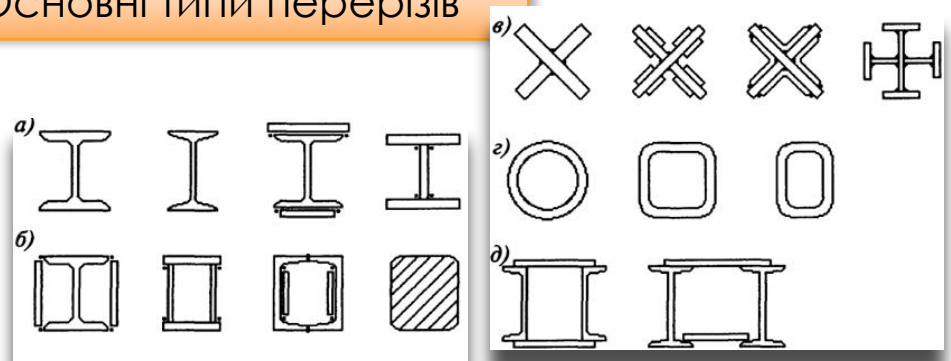 Основні типи перерізів
а)
б)
в)
г)
д)